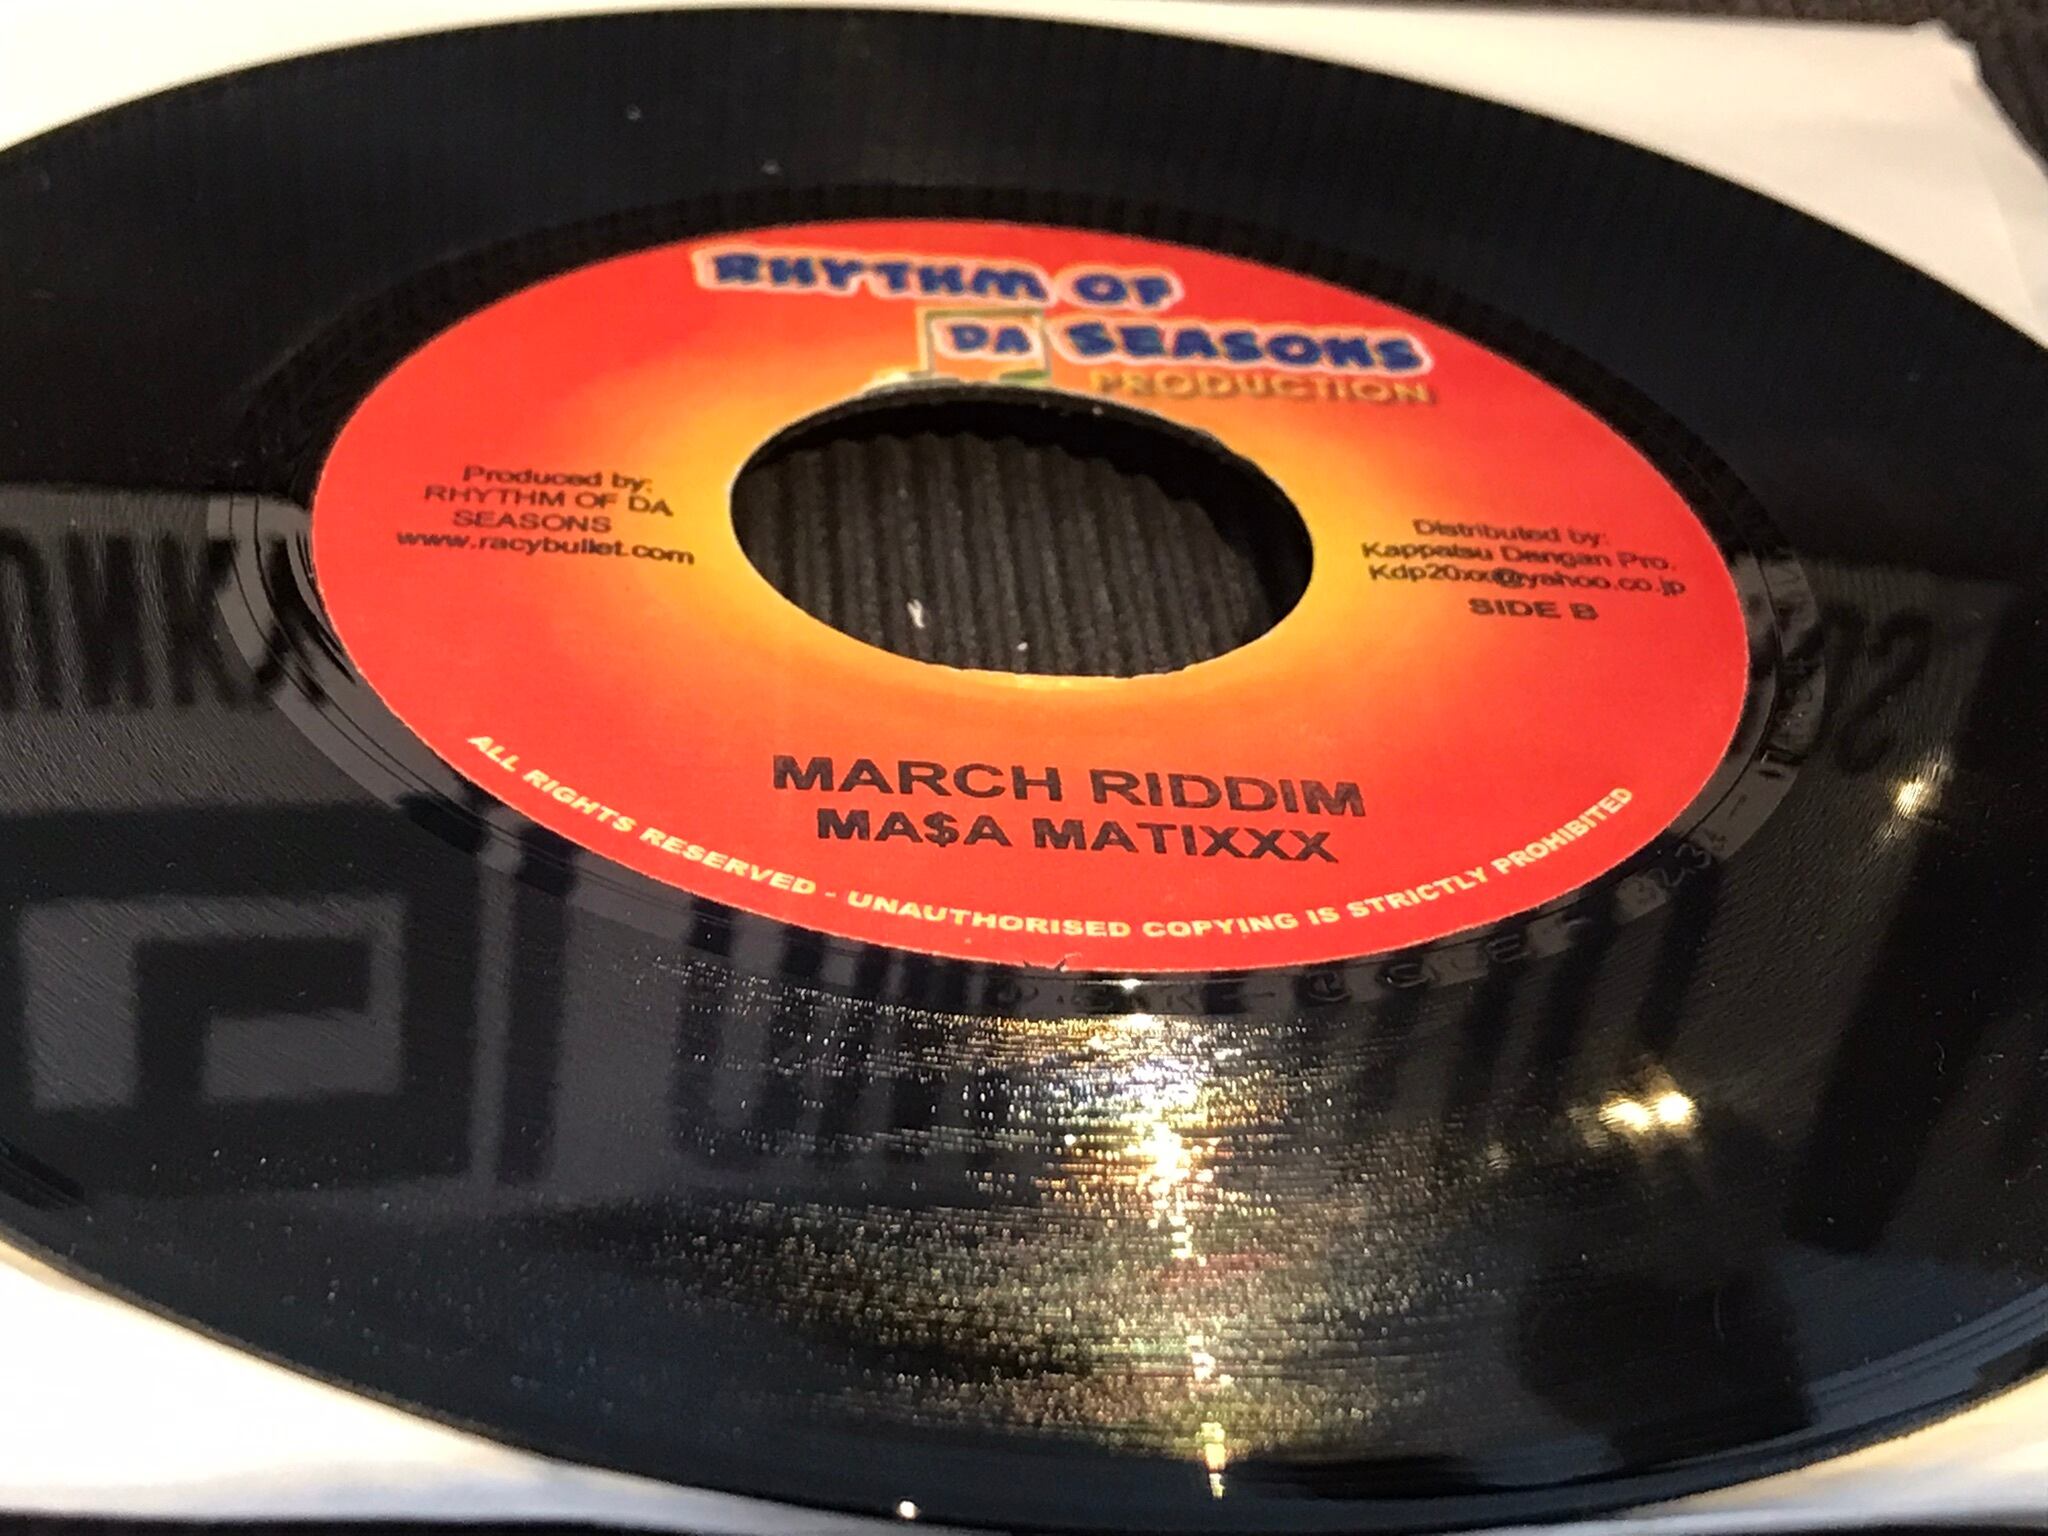 RHYTHM OF
DA SEASONS
PRODUCTION
Produced by:
RHYTHM OF DA
SEASONS
www.racybullet.com
Distributed by:
Kappatsu Dangan Pro.
Kdp20xx@yahoo.co.jp
SIDE B
MARCH RIDDIM
MA$A MATIXXX
ALL RIGHTS RESERVED - UNAUTHORISED COPYING IS STRICTLY PROHIBITED